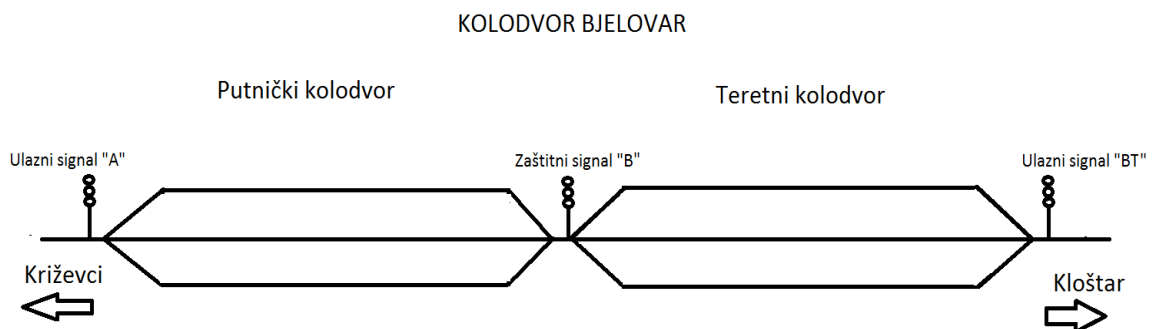 KOLODVOR BJELOVAR
Putnički kolodvor
Teretni kolodvor
Ulazni signal "A"
Zaštitni signal "B"
Ulazni signal "BT"
Križevci
Kloštar